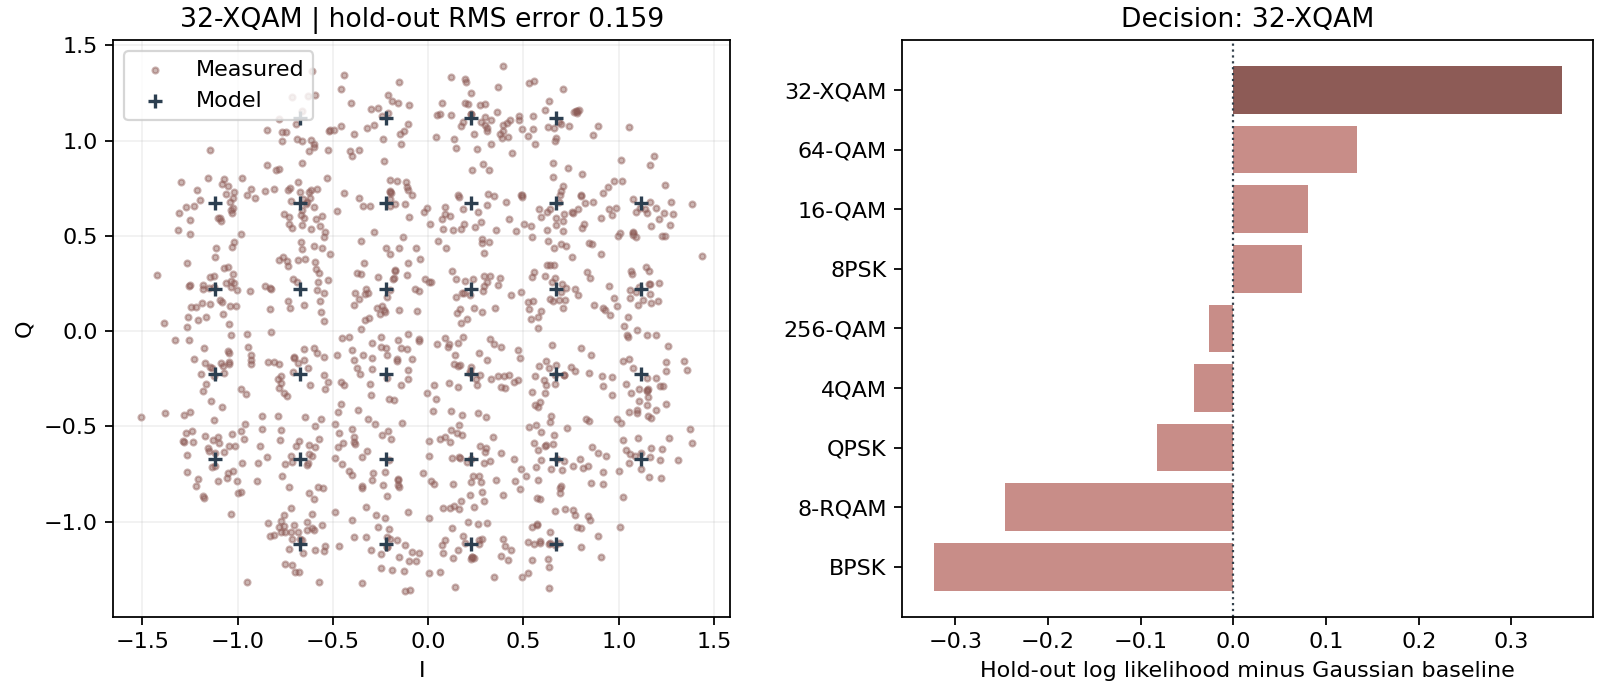 32-XQAM | hold-out RMS error 0.159
Measured
Model
1.5
1.0
0.5
0.0
−0.5
−1.0
Q
−1.5
−1.0
−0.5
0.0
0.5
1.0
1.5
I
Decision: 32-XQAM
32-XQAM
64-QAM
16-QAM
8PSK
256-QAM
4QAM
QPSK
8-RQAM
BPSK
−0.3
−0.2
−0.1
0.0
0.1
0.2
0.3
Hold-out log likelihood minus Gaussian baseline